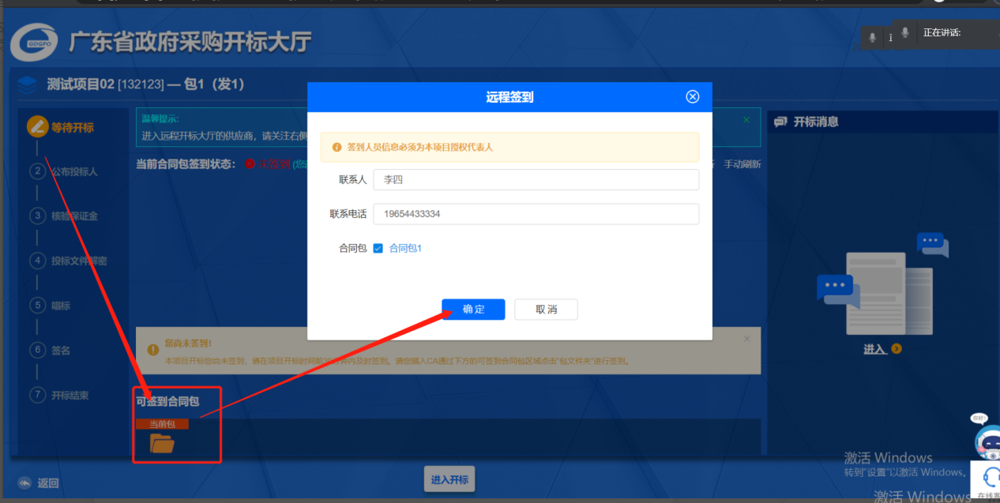 GDGPO
广东省政府采购开标大厅
正在讲话:
测试项目02 [132123] — 包1（发1）
等待开标
2 公布投标人
3 核验保证金
4 投标文件解密
5 唱标
6 签名
7 开标结束
温馨提示:
进入远程开标大厅的供应商，请关注右侧
当前合同包签到状态: 未签到
手动刷新
远程签到
签到人员信息必须为本项目授权代表人
联系人 李四
联系电话 19654433334
合同包 合同包1
确定 取消
您尚未签到!
本项目开标您尚未签到，请在项目开标时间前30分钟内及时签到。请您插入CA通过下方的可签到合同包区域点击"包文件夹"进行签到。
可签到合同包
当前包
开标消息
进入
你好!
激活 Windows
转到"设置"以激活 Windows。
返回
进入开标
激活 Windows